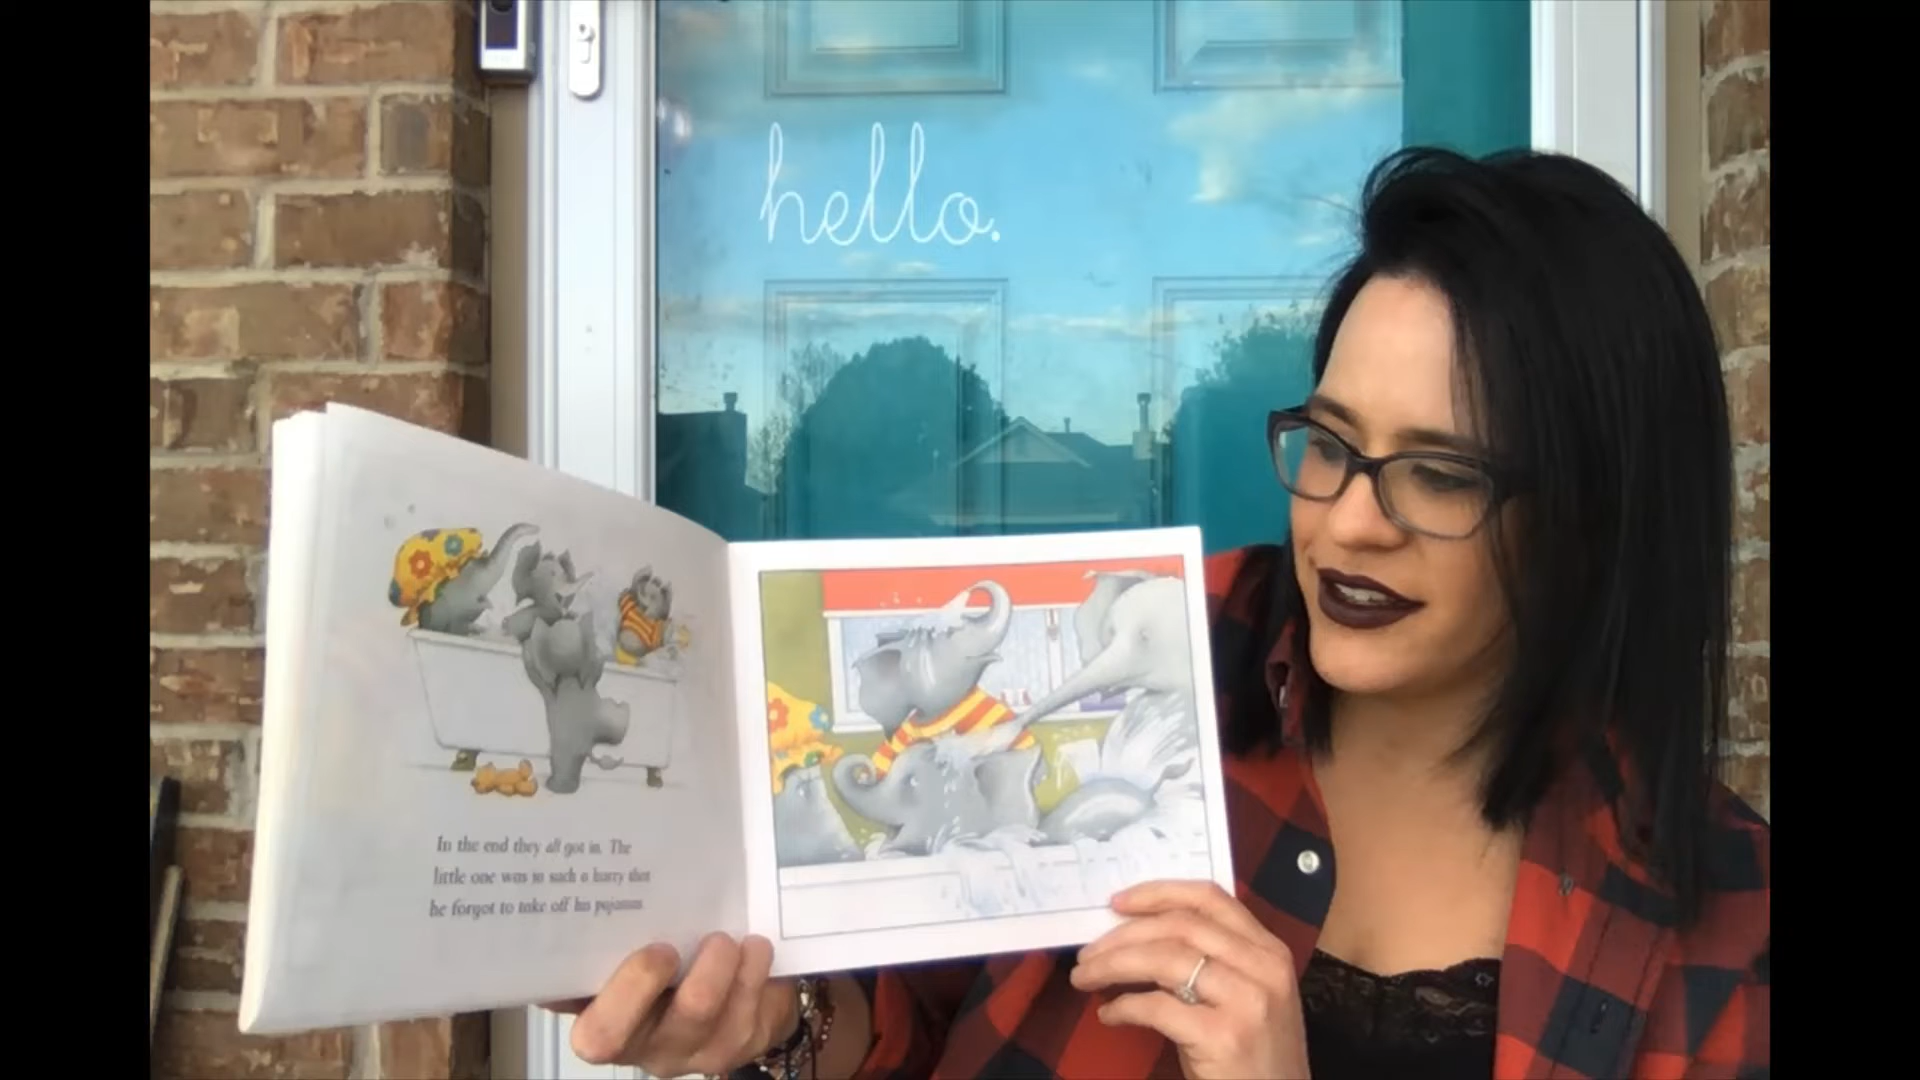 hello.
In the end they all got in. The
little one was in such a hurry that
he forgot to take off his pajamas.